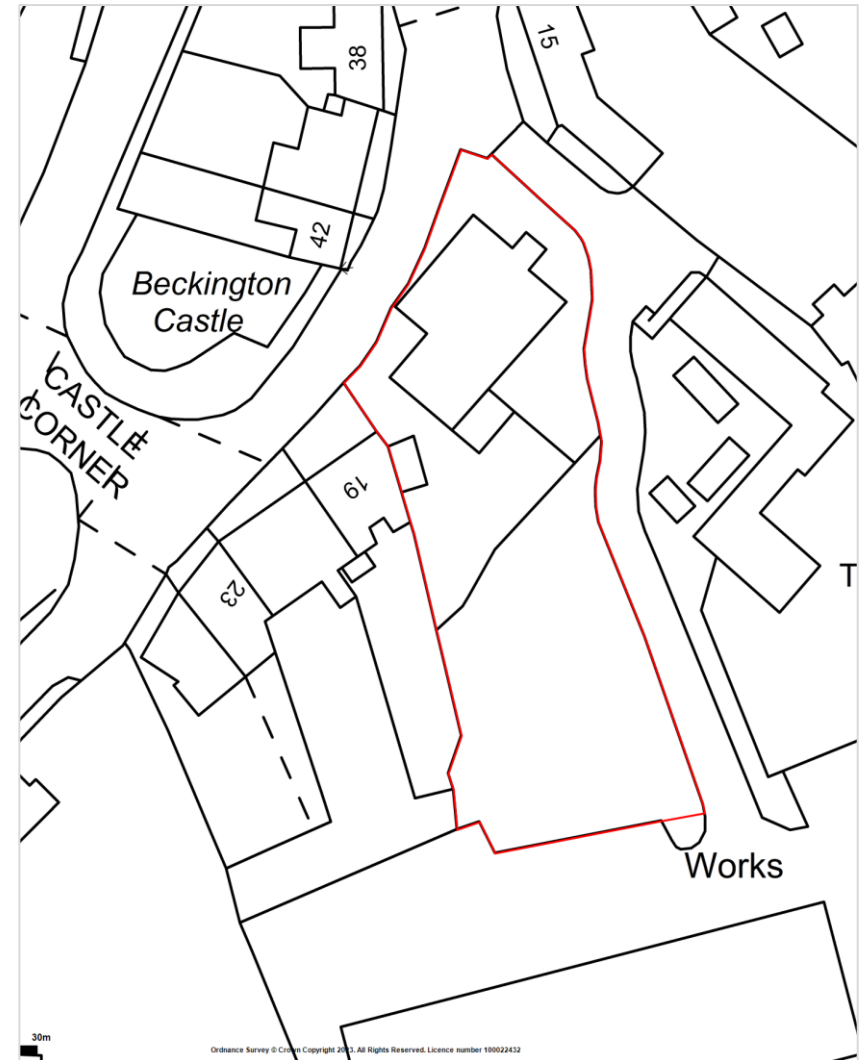 38
15
42
Beckington
Castle
CASTLE
CORNER
19
23
T
Works
30m
Ordnance Survey © Crown Copyright 2023. All Rights Reserved. Licence number 100022432